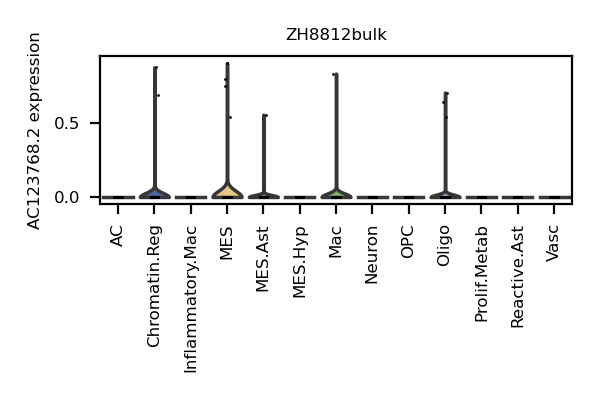 ZH8812bulk
AC123768.2 expression
0.5
0.0
AC
Chromatin.Reg
Inflammatory.Mac
MES
MES.Ast
MES.Hyp
Mac
Neuron
OPC
Oligo
Prolif.Metab
Reactive.Ast
Vasc